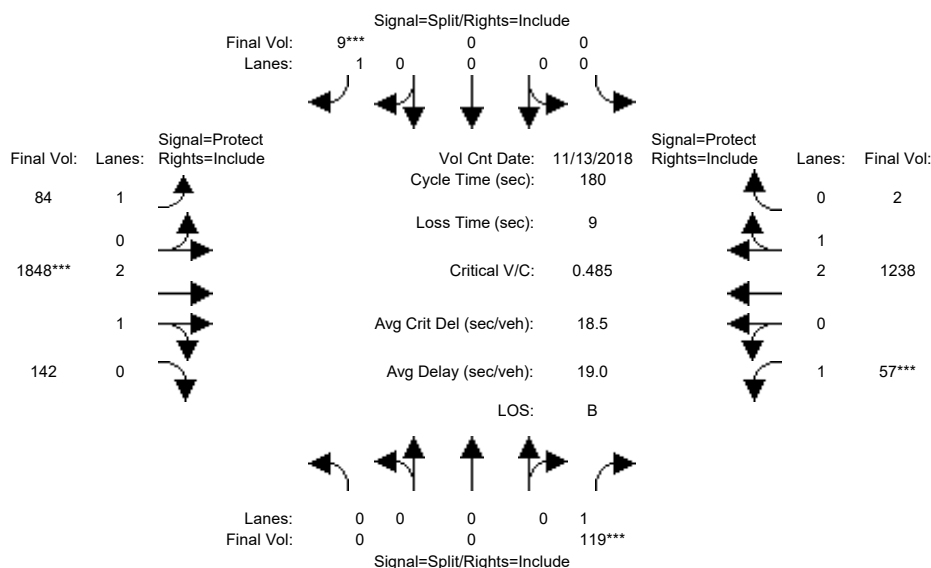 Signal=Split/Rights=Include
Final Vol: 9*** 0 0
Lanes: 1 0 0 0 0
Signal=Protect Signal=Protect
Final Vol: Lanes: Rights=Include Vol Cnt Date: 11/13/2018 Rights=Include Lanes: Final Vol:
Cycle Time (sec): 180
84 1 0 2
Loss Time (sec): 9
0 1
1848*** 2 Critical V/C: 0.485 2 1238
1 Avg Crit Del (sec/veh): 18.5 0
142 0 Avg Delay (sec/veh): 19.0 1 57***
LOS: B
Lanes: 0 0 0 0 1
Final Vol: 0 0 119***
Signal=Split/Rights=Include